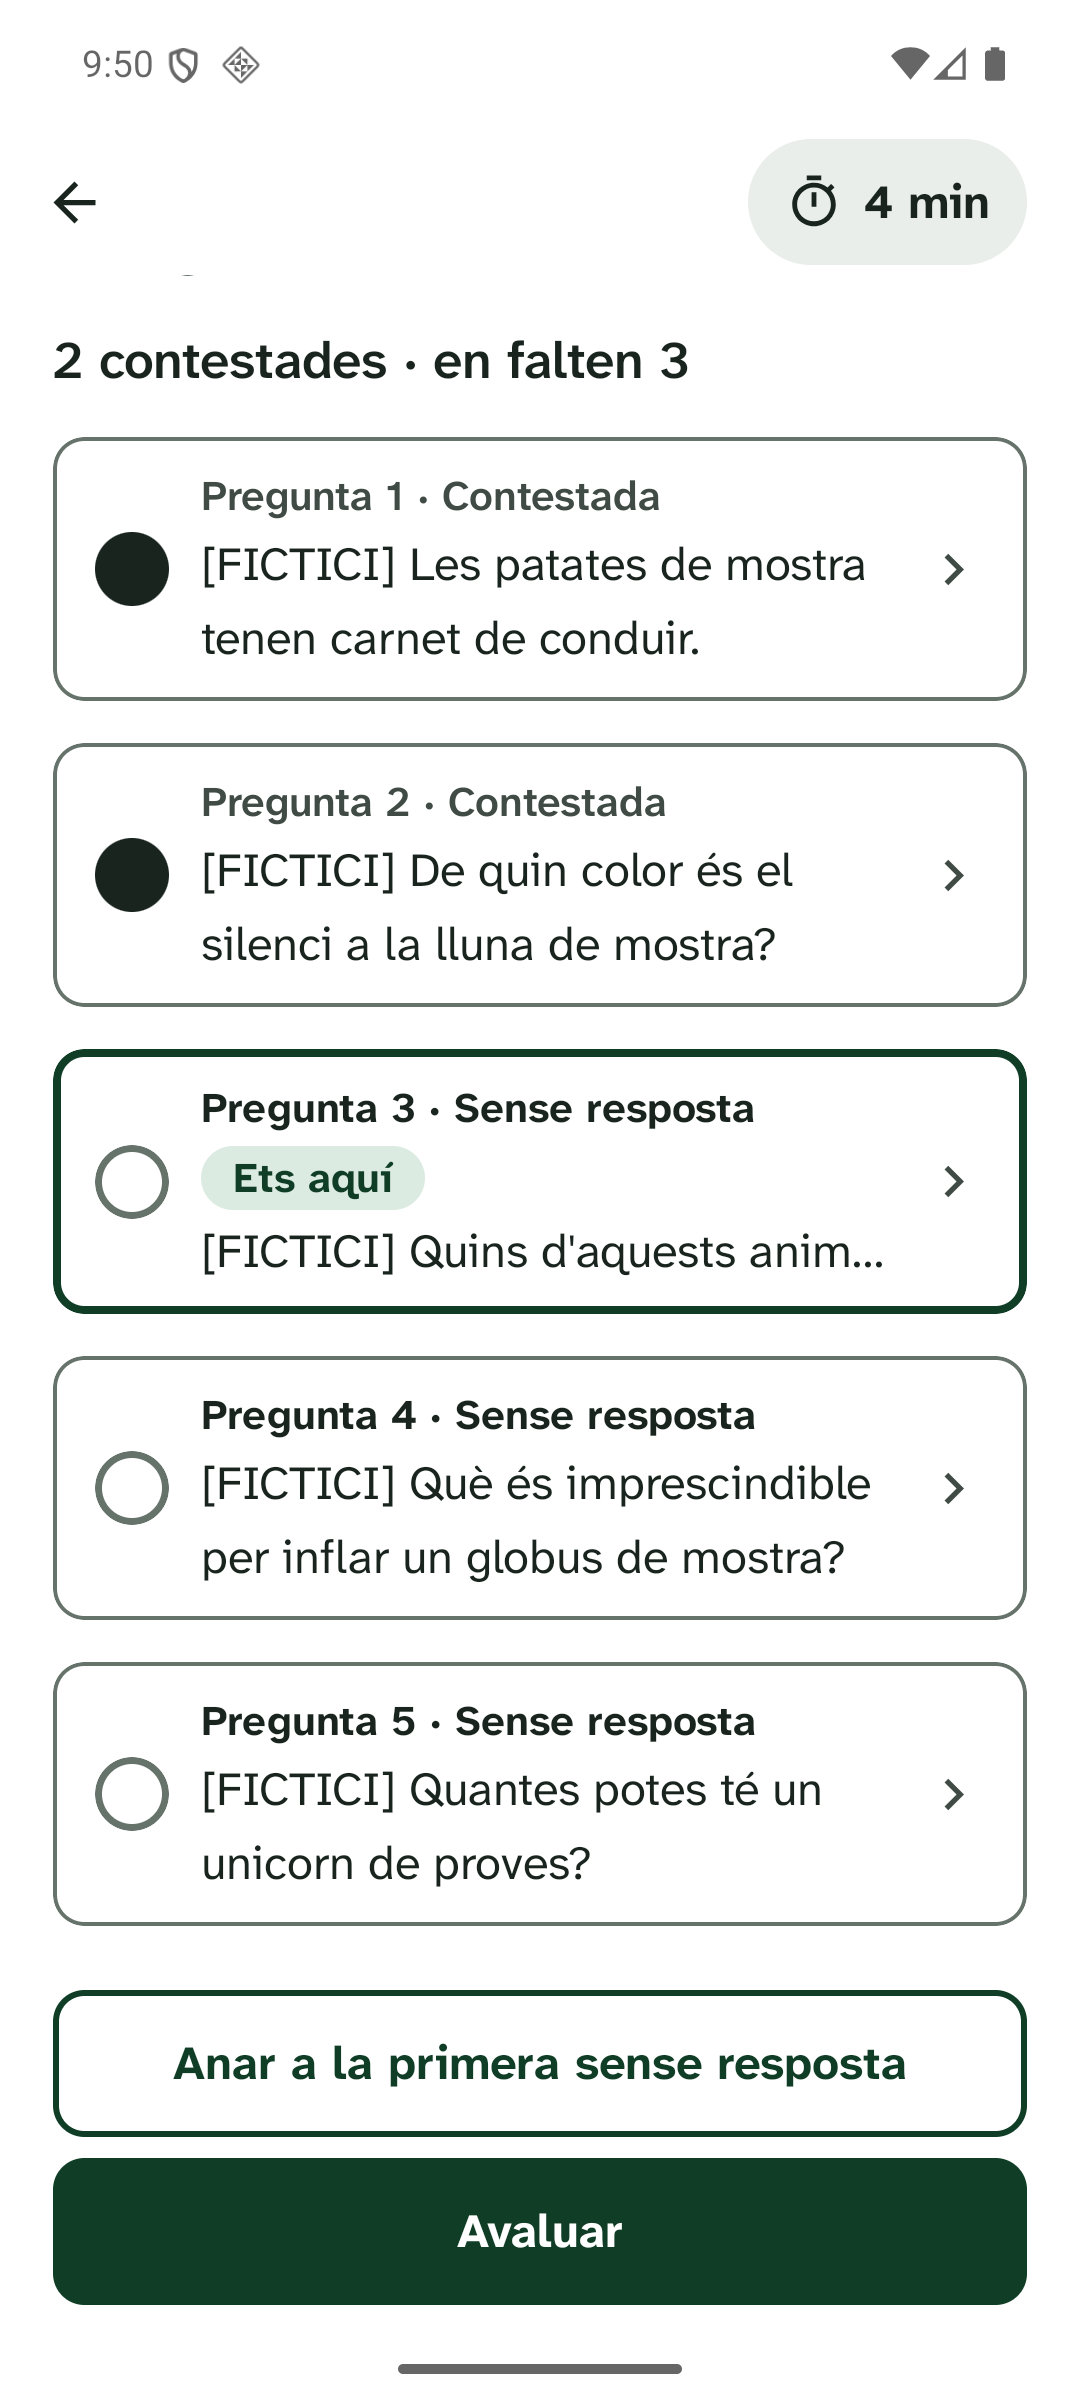 9:50
4 min
2 contestades · en falten 3
Pregunta 1 · Contestada
[FICTICI] Les patates de mostra
tenen carnet de conduir.
Pregunta 2 · Contestada
[FICTICI] De quin color és el
silenci a la lluna de mostra?
Pregunta 3 · Sense resposta
Ets aquí
[FICTICI] Quins d'aquests anim...
Pregunta 4 · Sense resposta
[FICTICI] Què és imprescindible
per inflar un globus de mostra?
Pregunta 5 · Sense resposta
[FICTICI] Quantes potes té un
unicorn de proves?
Anar a la primera sense resposta
Avaluar